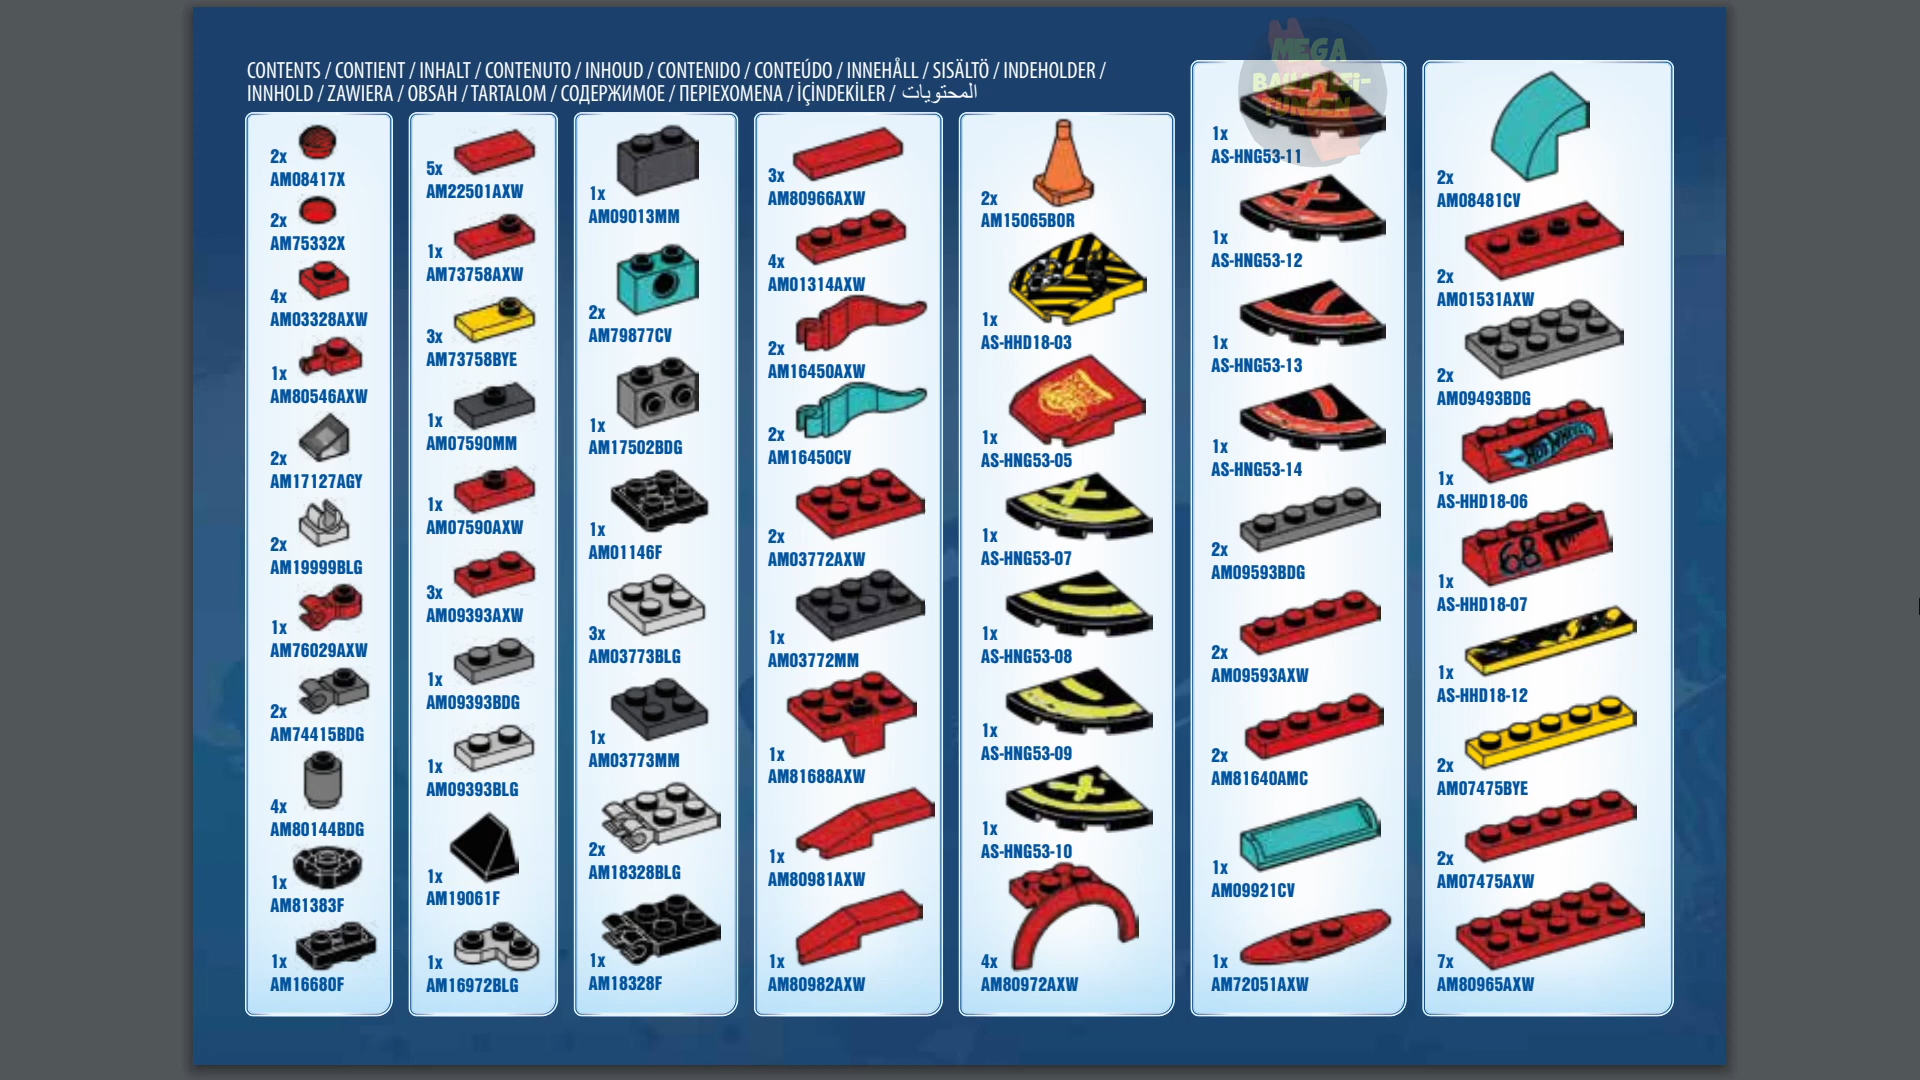 CONTENTS / CONTIENT / INHALT / CONTENUTO / INHOUD / CONTENIDO / CONTEÚDO / INNEHÅLL / SISÄLTÖ / INDEHOLDER /
INNHOLD / ZAWIERA / OBSAH / TARTALOM / СОДЕРЖИМОЕ / ΠΕΡΙΕΧΟΜΕΝΑ / İÇİNDEKİLER / المحتويات
2x
AM08417X
2x
AM75332X
4x
AM03328AXW
1x
AM80546AXW
2x
AM17127AGY
2x
AM19999BLG
1x
AM76029AXW
2x
AM74415BDG
4x
AM80144BDG
1x
AM81383F
1x
AM16680F
5x
AM22501AXW
1x
AM73758AXW
3x
AM73758BYE
1x
AM07590MM
1x
AM07590AXW
3x
AM09393AXW
1x
AM09393BDG
1x
AM09393BLG
1x
AM19061F
1x
AM16972BLG
1x
AM09013MM
2x
AM79877CV
1x
AM17502BDG
1x
AM01146F
3x
AM03773BLG
1x
AM03773MM
2x
AM18328BLG
1x
AM18328F
3x
AM80966AXW
4x
AM01314AXW
2x
AM16450AXW
2x
AM16450CV
2x
AM03772AXW
1x
AM03772MM
1x
AM81688AXW
1x
AM80981AXW
1x
AM80982AXW
2x
AM15065BOR
1x
AS-HHD18-03
1x
AS-HNG53-05
1x
AS-HNG53-07
1x
AS-HNG53-08
1x
AS-HNG53-09
1x
AS-HNG53-10
4x
AM80972AXW
MEGA
1x
AS-HNG53-11
1x
AS-HNG53-12
1x
AS-HNG53-13
1x
AS-HNG53-14
2x
AM09593BDG
2x
AM09593AXW
2x
AM81640AMC
1x
AM09921CV
1x
AM72051AXW
2x
AM08481CV
2x
AM01531AXW
2x
AM09493BDG
HOT WHEELS
1x
AS-HHD18-06
68
1x
AS-HHD18-07
1x
AS-HHD18-12
2x
AM07475BYE
2x
AM07475AXW
7x
AM80965AXW